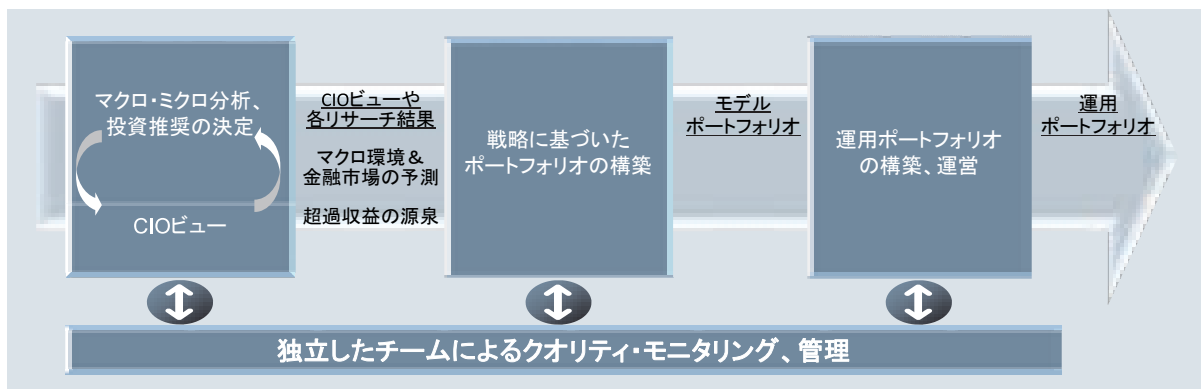 マクロ・ミクロ分析、
投資推奨の決定
CIOビュー
CIOビューや
各リサーチ結果
マクロ環境&
金融市場の予測
超過収益の源泉
戦略に基づいた
ポートフォリオの構築
モデル
ポートフォリオ
運用ポートフォリオ
の構築、運営
運用
ポートフォリオ
独立したチームによるクオリティ・モニタリング、管理